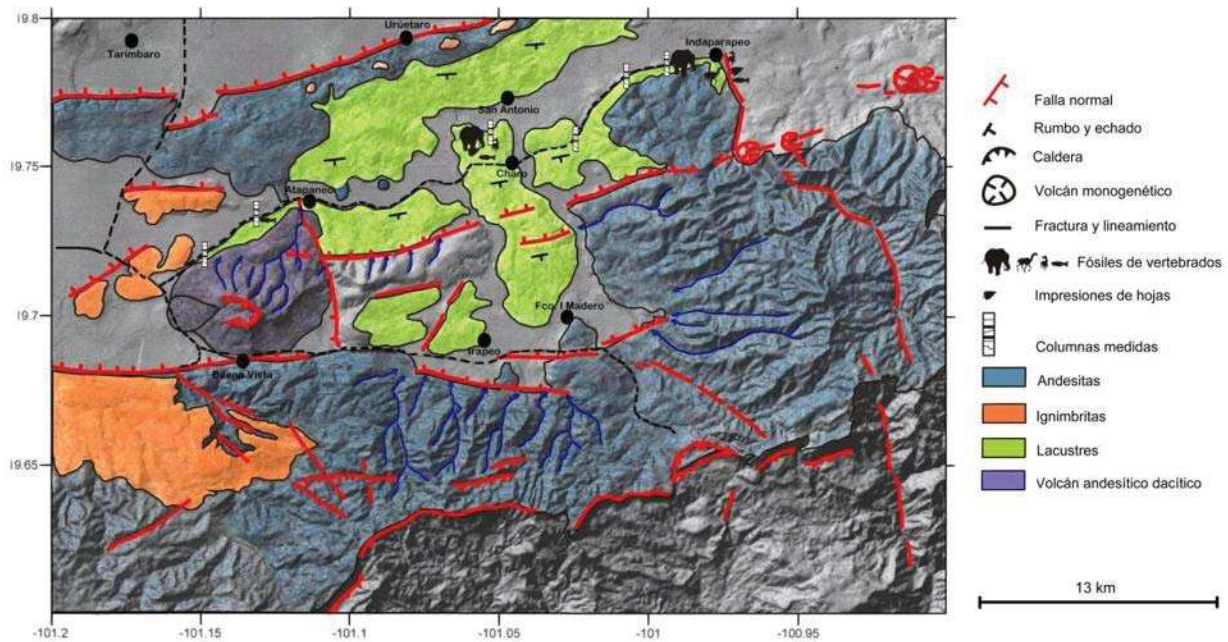 19.8
Tarimbaro
Urúetaro
Indaparapeo
San Antonio
19.75
Charo
Atapaneo
19.7
Fco. I Madero
Irapeo
Buena Vista
19.65
-101.2
-101.15
-101.1
-101.05
-101
-100.95
Falla normal
Rumbo y echado
Caldera
Volcán monogenético
Fractura y lineamiento
Fósiles de vertebrados
Impresiones de hojas
Columnas medidas
Andesitas
Ignimbritas
Lacustres
Volcán andesítico dacítico
13 km